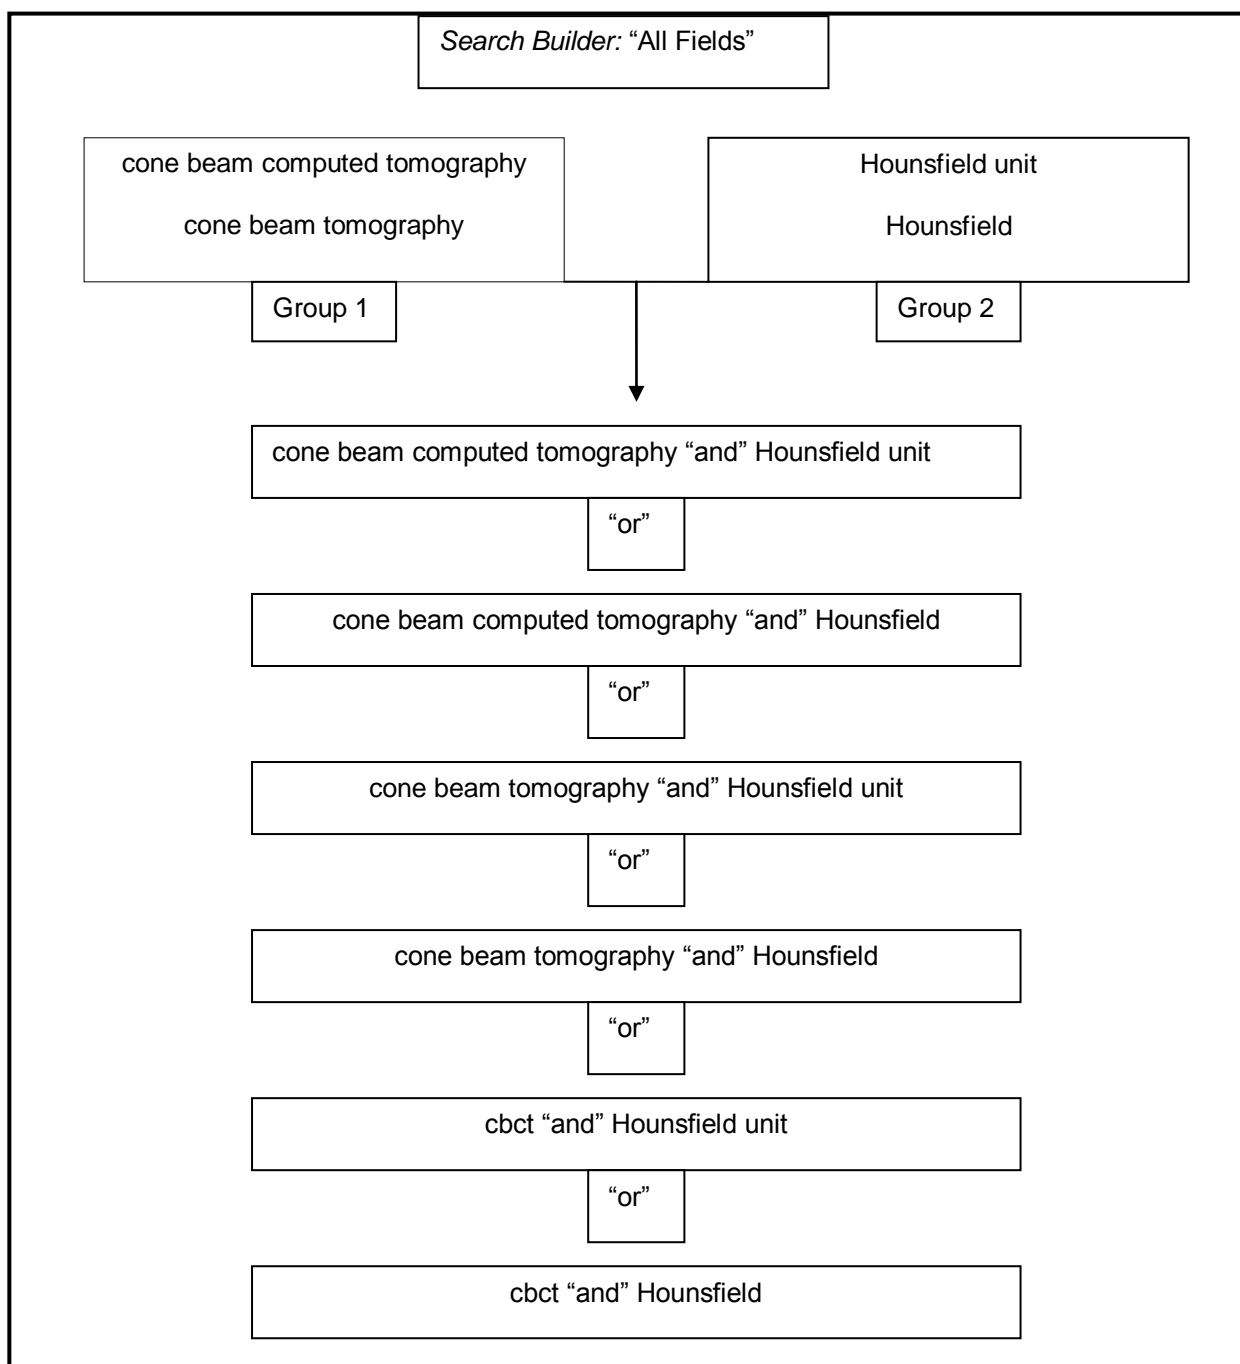 Search Builder: “All Fields”
cone beam computed tomography
cone beam tomography
Hounsfield unit
Hounsfield
Group 1
Group 2
cone beam computed tomography “and” Hounsfield unit
“or”
cone beam computed tomography “and” Hounsfield
“or”
cone beam tomography “and” Hounsfield unit
“or”
cone beam tomography “and” Hounsfield
“or”
cbct “and” Hounsfield unit
“or”
cbct “and” Hounsfield